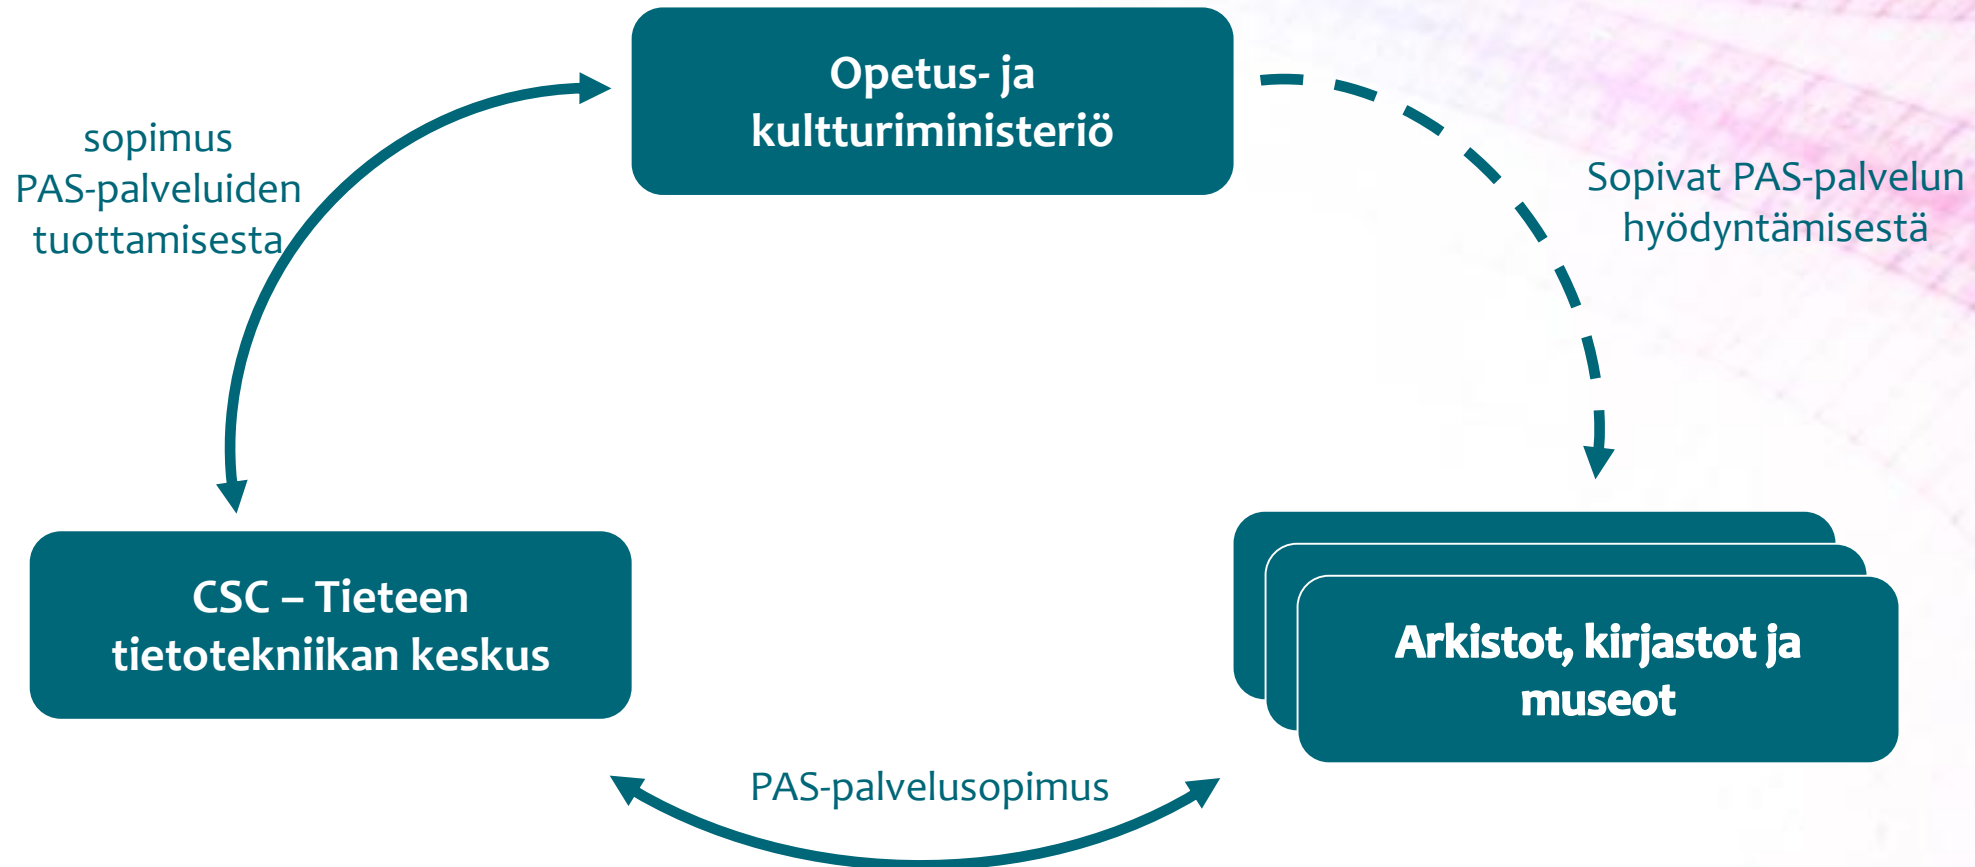 Opetus- ja
kulttuuriministeriö
sopimus
PAS-palveluiden
tuottamisesta
Sopivat PAS-palvelun
hyödyntämisestä
CSC – Tieteen
tietotekniikan keskus
Arkistot, kirjastot ja
museot
PAS-palvelusopimus